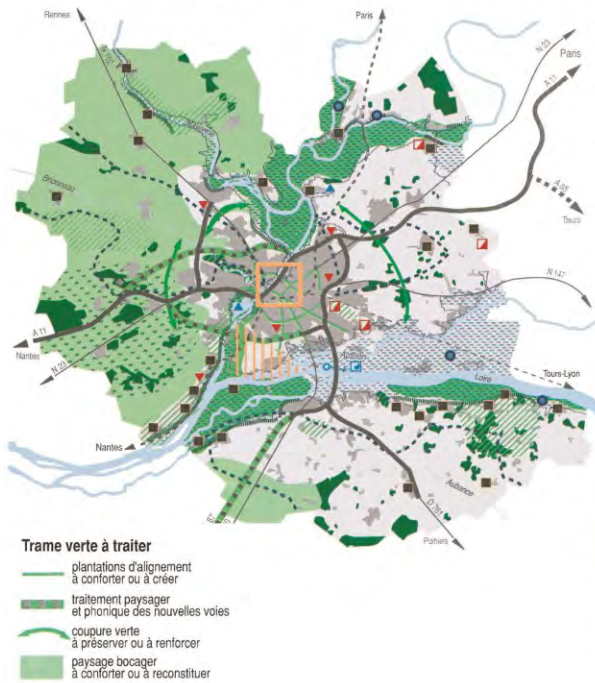 Rennes
Paris
N 23
Paris
A 11
N 162
Mayenne
Brionneau
A 85
Tours
N 147
A 11
Nantes
N 23
Authion
Loire
Tours-Lyon
Nantes
Aubance
D 761
Poitiers
Trame verte à traiter
plantations d'alignement
à conforter ou à créer
traitement paysager
et phonique des nouvelles voies
coupure verte
à préserver ou à renforcer
paysage bocager
à conforter ou à reconstituer